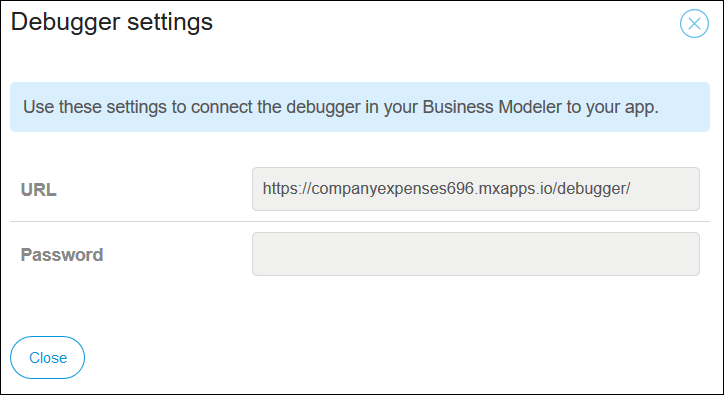 Debugger settings
Use these settings to connect the debugger in your Business Modeler to your app.
URL
https://companyexpenses696.mxapps.io/debugger/
Password
Close